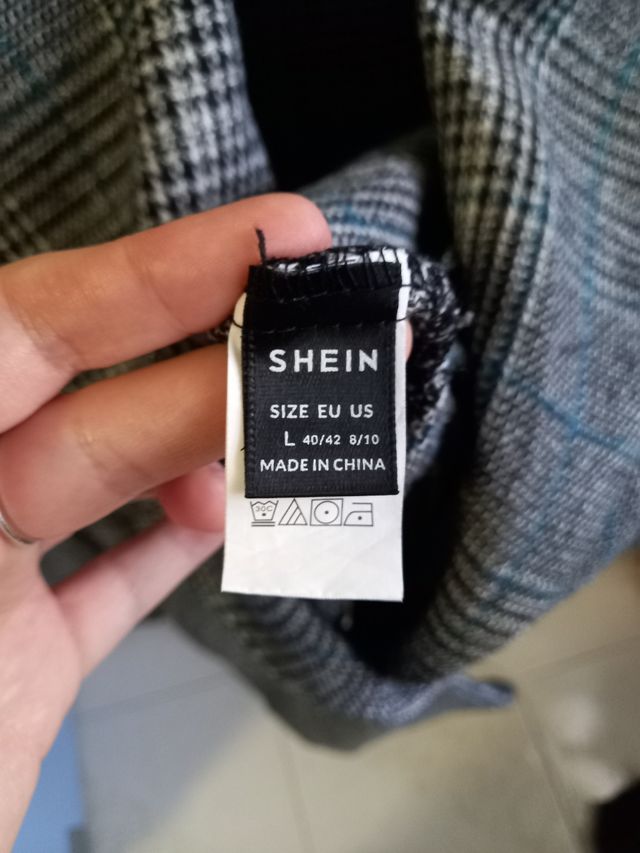 SHEIN
SIZE EU US
L 40/42 8/10
MADE IN CHINA
30C